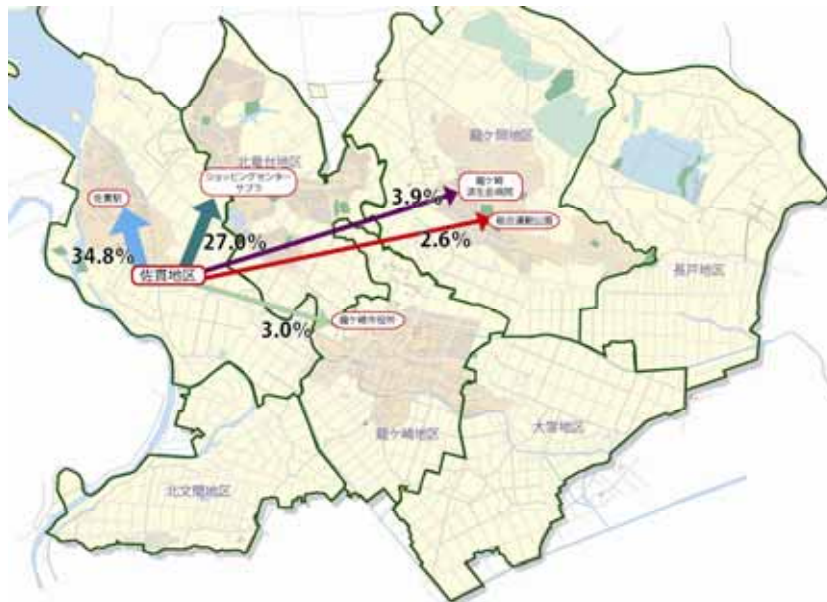 龍ケ岡地区
北竜台地区
ショッピングセンター
サプラ
龍ケ崎
済生会病院
佐貫駅
3.9%
総合運動公園
34.8%
27.0%
2.6%
佐貫地区
長戸地区
龍ケ崎市役所
3.0%
龍ケ崎地区
大宮地区
北文間地区